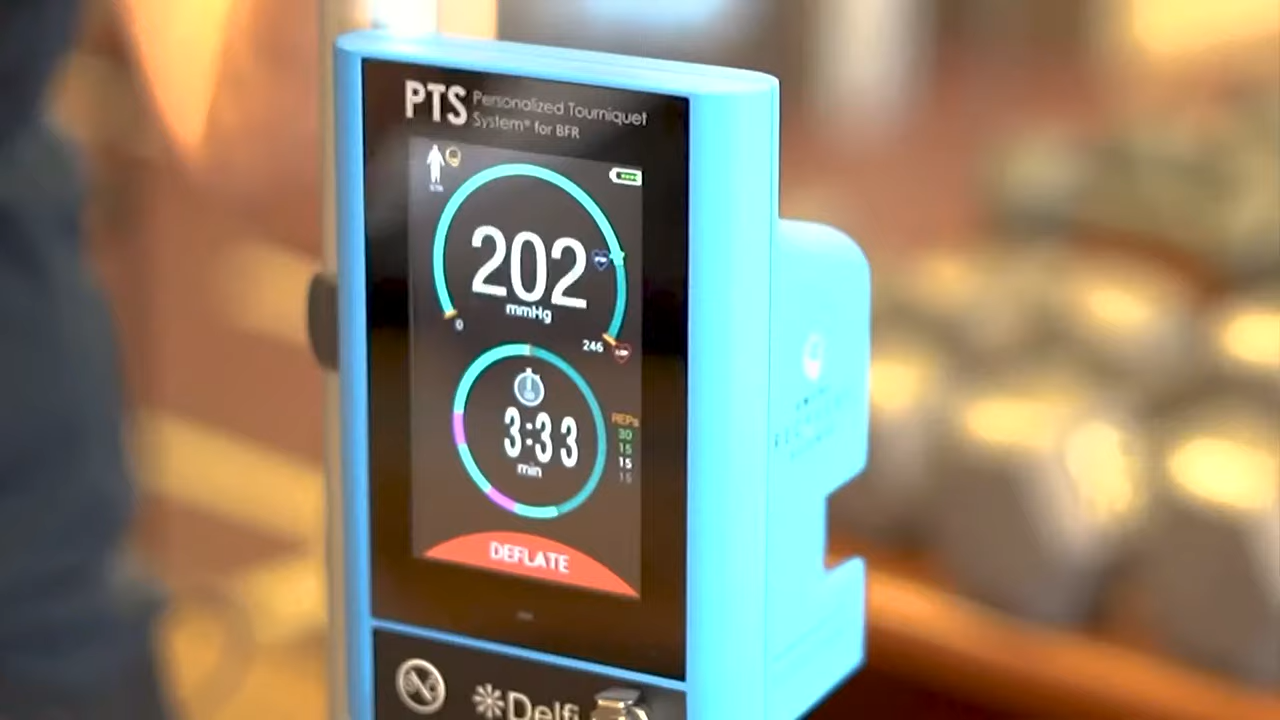 PTS Personalized Tourniquet
System® for BFR
202
mmHg
0
246
3:33
min
REPs
30
15
15
15
DEFLATE
Delfi